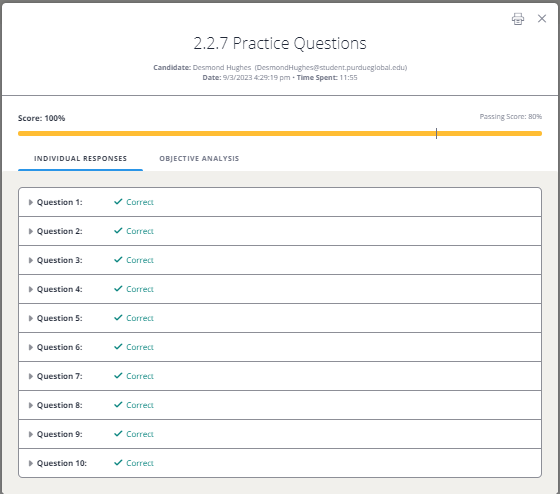 2.2.7 Practice Questions
Candidate: Desmond Hughes (DesmondHughes@student.purdueglobal.edu)
Date: 9/3/2023 4:29:19 pm • Time Spent: 11:55
Score: 100%
Passing Score: 80%
INDIVIDUAL RESPONSES
OBJECTIVE ANALYSIS
Question 1: Correct
Question 2: Correct
Question 3: Correct
Question 4: Correct
Question 5: Correct
Question 6: Correct
Question 7: Correct
Question 8: Correct
Question 9: Correct
Question 10: Correct